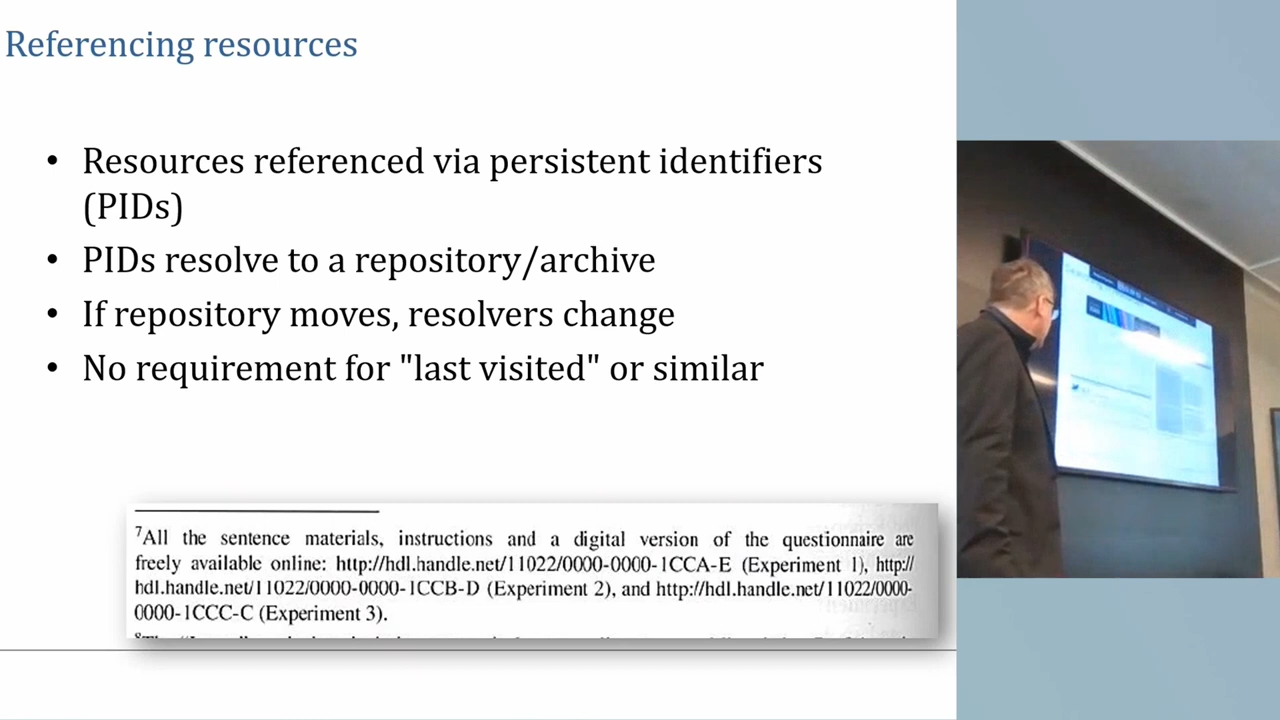 Referencing resources
• Resources referenced via persistent identifiers
(PIDs)
• PIDs resolve to a repository/archive
• If repository moves, resolvers change
• No requirement for "last visited" or similar
7All the sentence materials, instructions and a digital version of the questionnaire are
freely available online: http://hdl.handle.net/11022/0000-0000-1CCA-E (Experiment 1), http://
hdl.handle.net/11022/0000-0000-1CCB-D (Experiment 2), and http://hdl.handle.net/11022/0000-
0000-1CCC-C (Experiment 3).